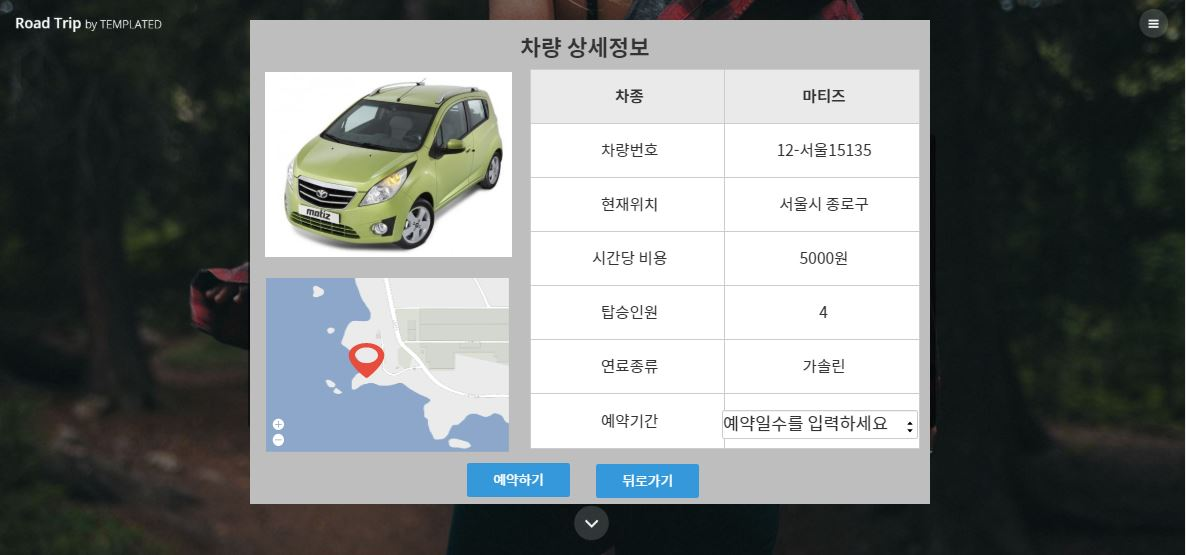 Road Trip by TEMPLATED
차량 상세정보
matiz
차종 마티즈
차량번호 12-서울15135
현재위치 서울시 종로구
시간당 비용 5000원
탑승인원 4
연료종류 가솔린
예약기간 예약일수를 입력하세요
예약하기 뒤로가기